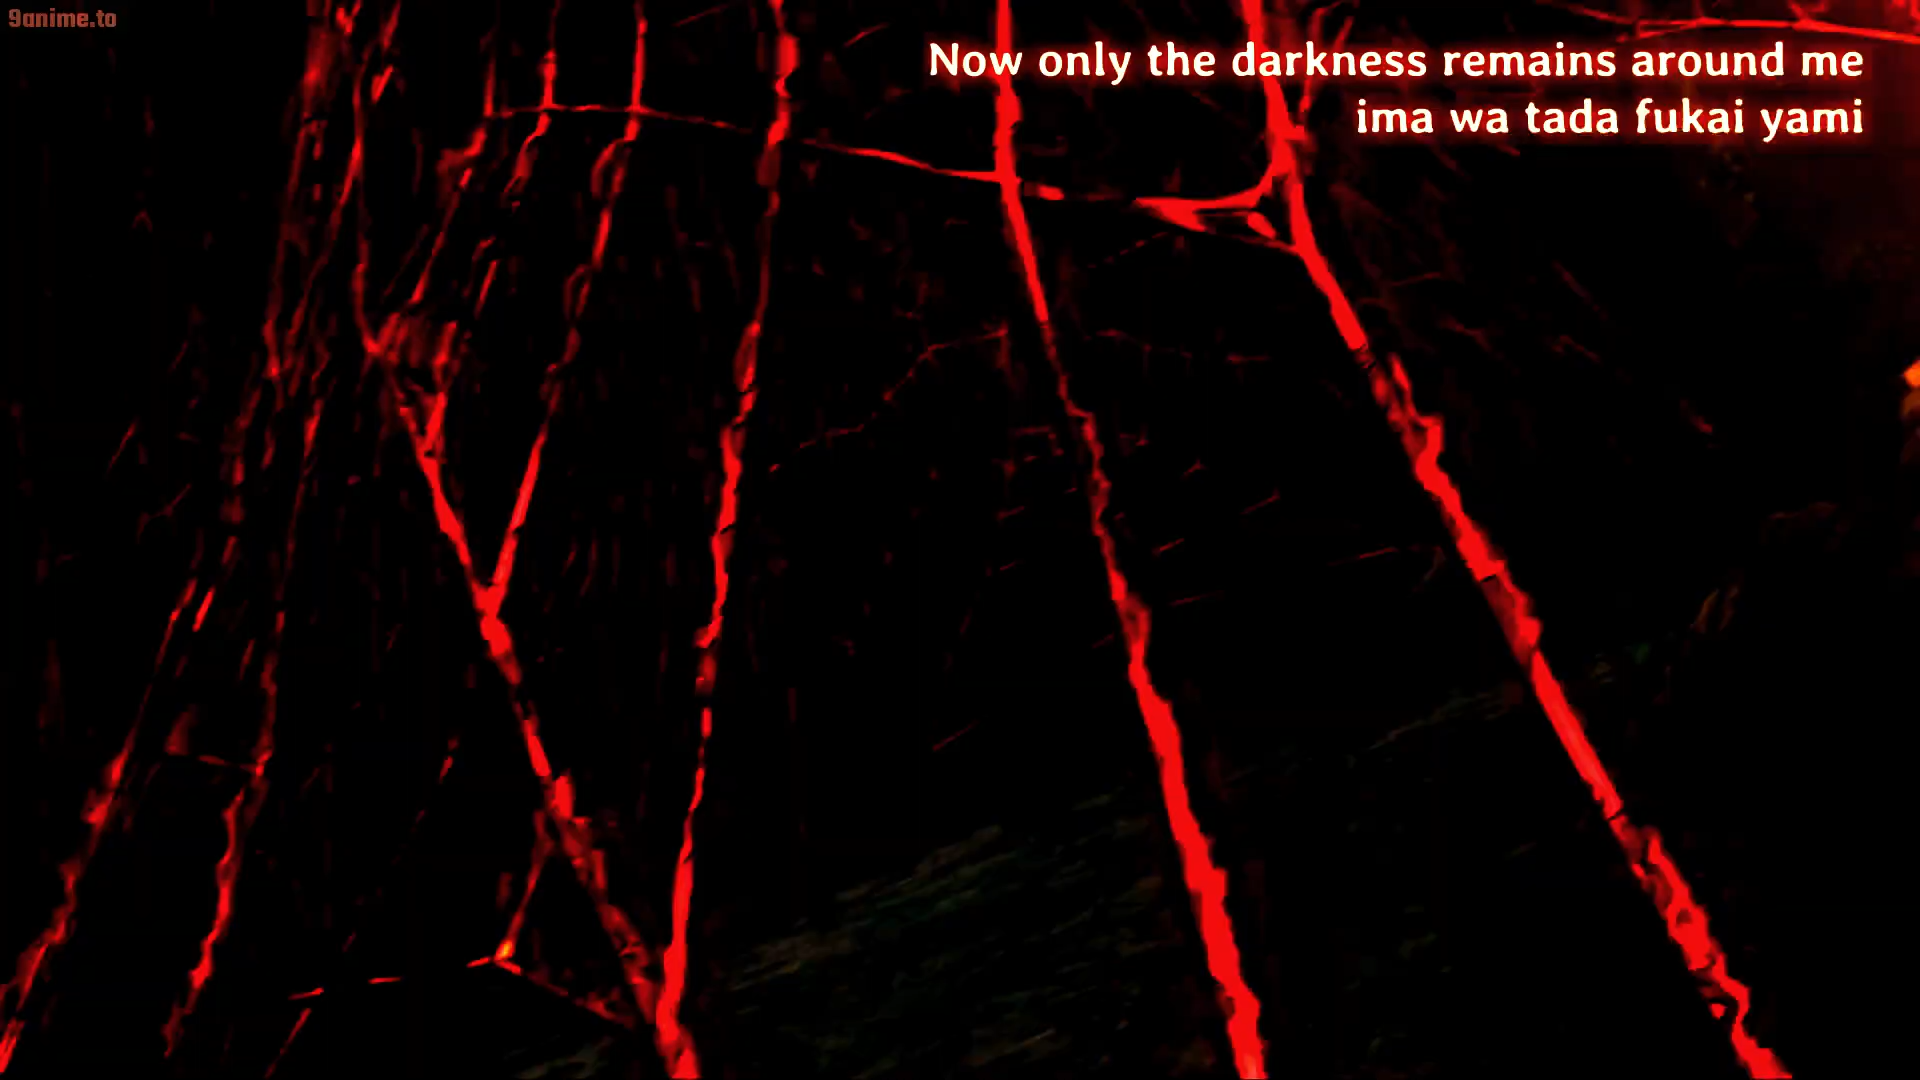 9anime.to
Now only the darkness remains around me
ima wa tada fukai yami